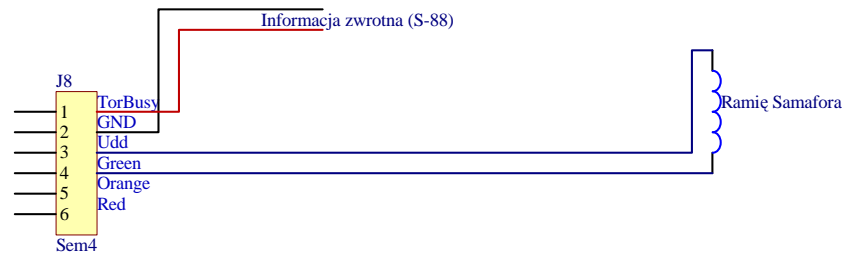 Informacja zwrotna (S-88)
J8
1 TorBusy
2 GND
3 Udd
4 Green
5 Orange
6 Red
Sem4
Ramię Samafora